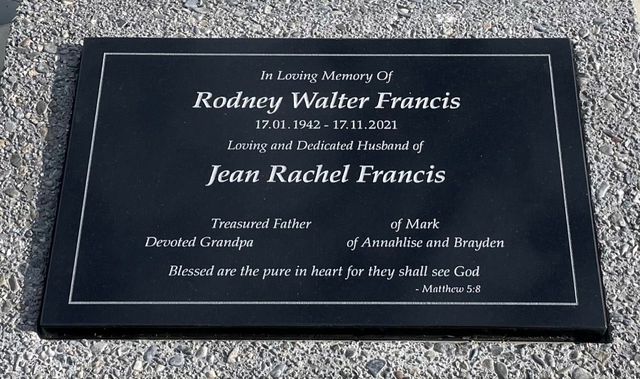 In Loving Memory Of
Rodney Walter Francis
17.01.1942 - 17.11.2021
Loving and Dedicated Husband of
Jean Rachel Francis
Treasured Father of Mark
Devoted Grandpa of Annahlise and Brayden
Blessed are the pure in heart for they shall see God
- Matthew 5:8